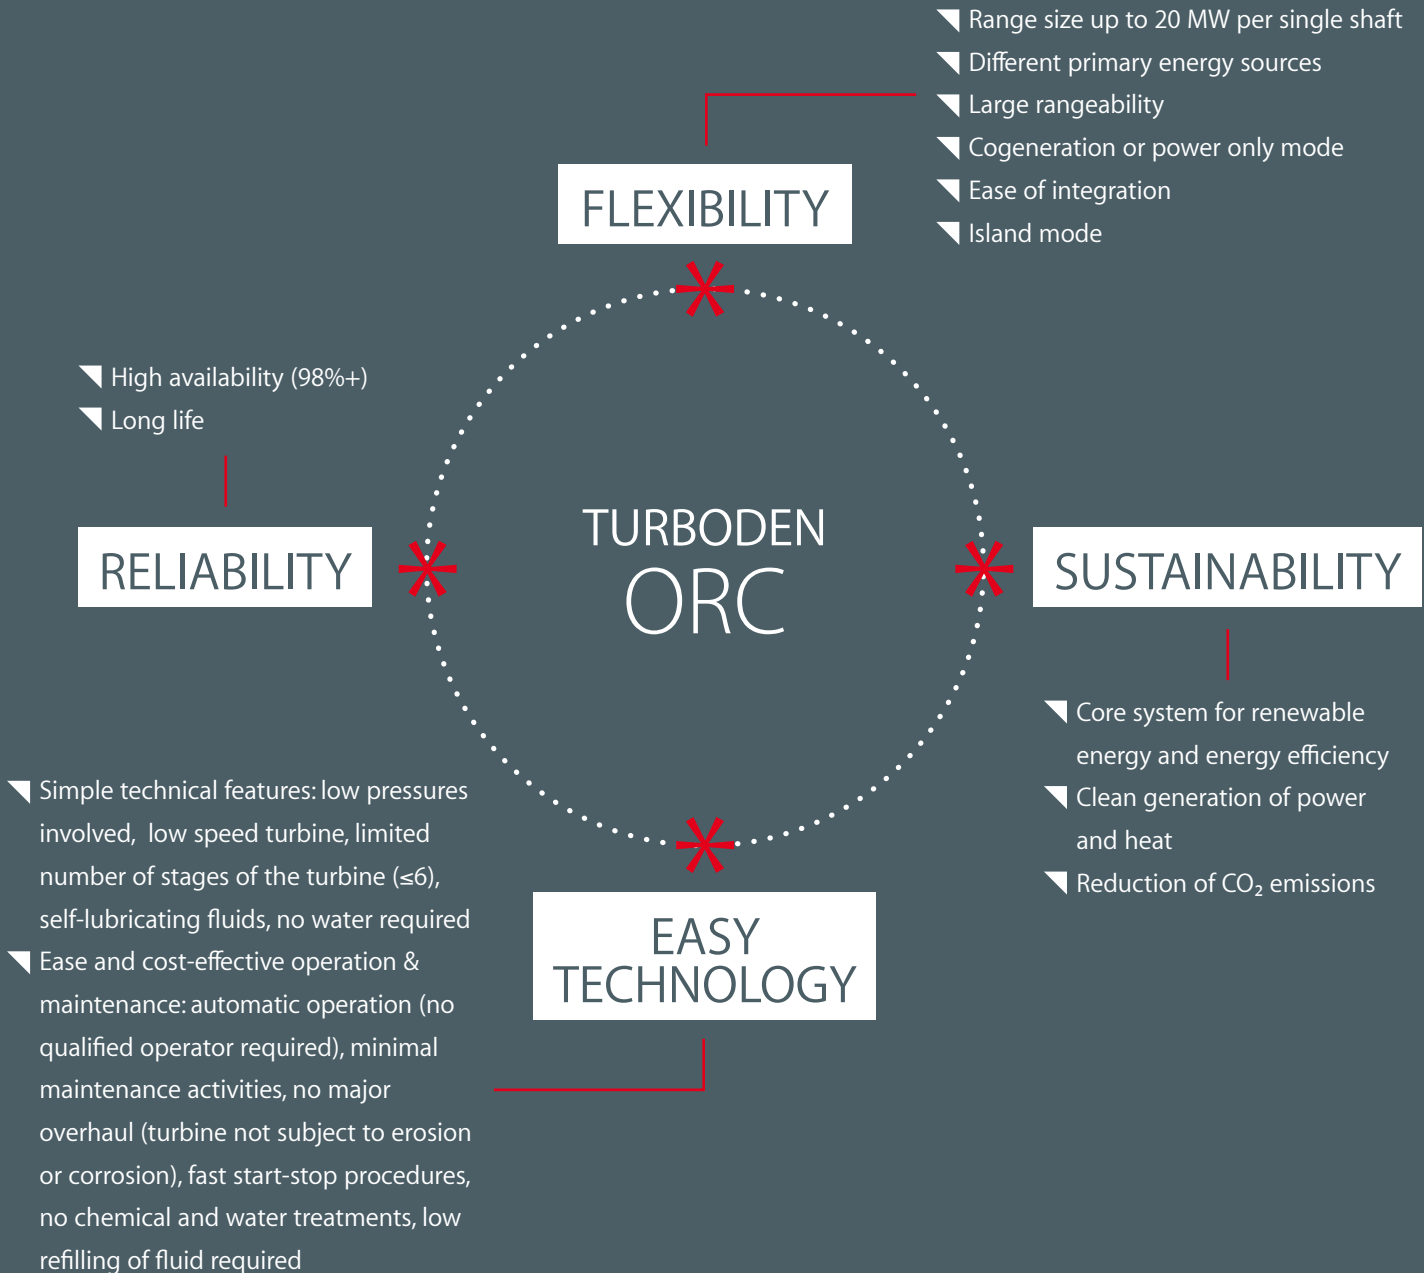 Range size up to 20 MW per single shaft
Different primary energy sources
Large rangeability
Cogeneration or power only mode
Ease of integration
Island mode
FLEXIBILITY
High availability (98%+)
Long life
RELIABILITY
TURBODEN
ORC
SUSTAINABILITY
Core system for renewable
energy and energy efficiency
Clean generation of power
and heat
Reduction of CO₂ emissions
EASY
TECHNOLOGY
Simple technical features: low pressures
involved, low speed turbine, limited
number of stages of the turbine (≤6),
self-lubricating fluids, no water required
Ease and cost-effective operation &
maintenance: automatic operation (no
qualified operator required), minimal
maintenance activities, no major
overhaul (turbine not subject to erosion
or corrosion), fast start-stop procedures,
no chemical and water treatments, low
refilling of fluid required